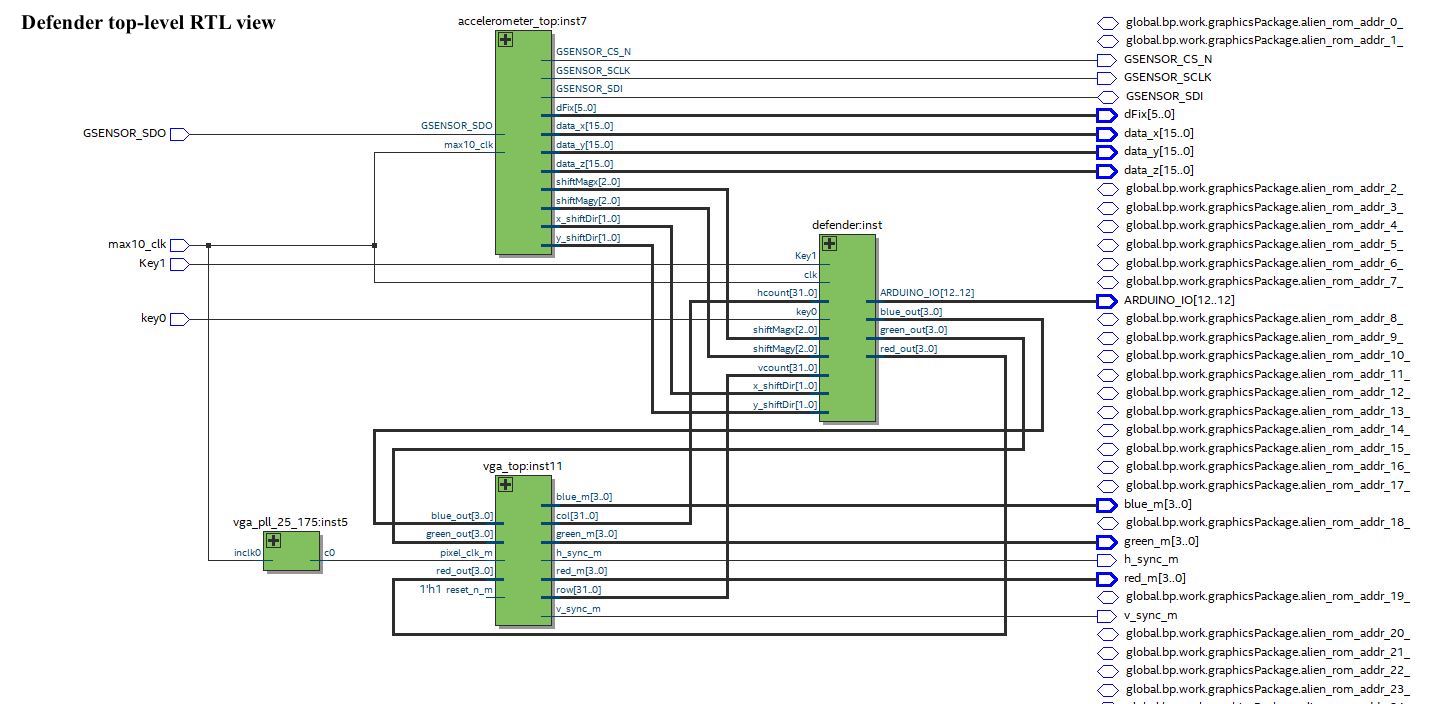 Defender top-level RTL view
accelerometer_top:inst7
GSENSOR_CS_N
GSENSOR_SCLK
GSENSOR_SDI
dFix[5..0]
GSENSOR_SDO
GSENSOR_SDO
data_x[15..0]
max10_clk
data_y[15..0]
data_z[15..0]
shiftMagx[2..0]
shiftMagy[2..0]
x_shiftDir[1..0]
y_shiftDir[1..0]
max10_clk
Key1
key0
defender:inst
Key1
clk
hcount[31..0]
key0
shiftMagx[2..0]
shiftMagy[2..0]
vcount[31..0]
x_shiftDir[1..0]
y_shiftDir[1..0]
ARDUINO_IO[12..12]
blue_out[3..0]
green_out[3..0]
red_out[3..0]
vga_top:inst11
blue_out[3..0]
green_out[3..0]
pixel_clk_m
red_out[3..0]
1'h1 reset_n_m
blue_m[3..0]
col[31..0]
green_m[3..0]
h_sync_m
red_m[3..0]
row[31..0]
v_sync_m
vga_pll_25_175:inst5
inclk0
c0
global.bp.work.graphicsPackage.alien_rom_addr_0_
global.bp.work.graphicsPackage.alien_rom_addr_1_
GSENSOR_CS_N
GSENSOR_SCLK
GSENSOR_SDI
dFix[5..0]
data_x[15..0]
data_y[15..0]
data_z[15..0]
global.bp.work.graphicsPackage.alien_rom_addr_2_
global.bp.work.graphicsPackage.alien_rom_addr_3_
global.bp.work.graphicsPackage.alien_rom_addr_4_
global.bp.work.graphicsPackage.alien_rom_addr_5_
global.bp.work.graphicsPackage.alien_rom_addr_6_
global.bp.work.graphicsPackage.alien_rom_addr_7_
ARDUINO_IO[12..12]
global.bp.work.graphicsPackage.alien_rom_addr_8_
global.bp.work.graphicsPackage.alien_rom_addr_9_
global.bp.work.graphicsPackage.alien_rom_addr_10_
global.bp.work.graphicsPackage.alien_rom_addr_11_
global.bp.work.graphicsPackage.alien_rom_addr_12_
global.bp.work.graphicsPackage.alien_rom_addr_13_
global.bp.work.graphicsPackage.alien_rom_addr_14_
global.bp.work.graphicsPackage.alien_rom_addr_15_
global.bp.work.graphicsPackage.alien_rom_addr_16_
global.bp.work.graphicsPackage.alien_rom_addr_17_
blue_m[3..0]
global.bp.work.graphicsPackage.alien_rom_addr_18_
green_m[3..0]
h_sync_m
red_m[3..0]
global.bp.work.graphicsPackage.alien_rom_addr_19_
v_sync_m
global.bp.work.graphicsPackage.alien_rom_addr_20_
global.bp.work.graphicsPackage.alien_rom_addr_21_
global.bp.work.graphicsPackage.alien_rom_addr_22_
global.bp.work.graphicsPackage.alien_rom_addr_23_